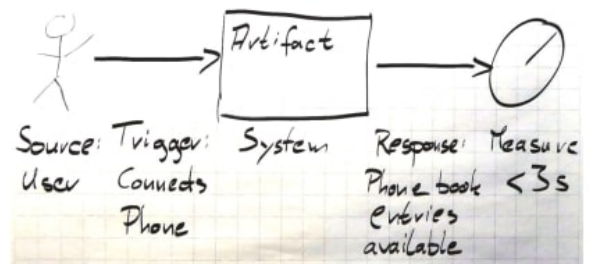 Artifact
Source: Trigger: System Response: Measure
User Connects Phone book <3s
Phone entries
available